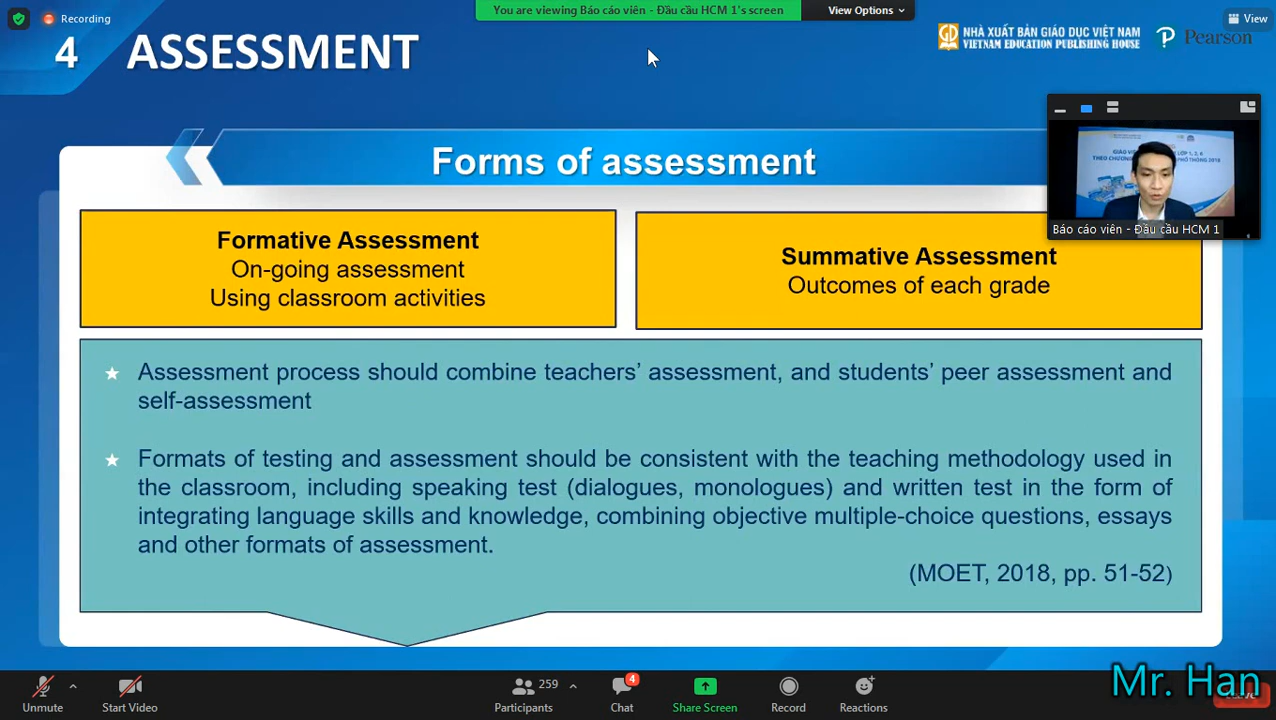 Recording
You are viewing Báo cáo viên - Đầu cầu HCM 1's screen
View Options
View
4 ASSESSMENT
NHÀ XUẤT BẢN GIÁO DỤC VIỆT NAM
VIETNAM EDUCATION PUBLISHING HOUSE
Pearson
Forms of assessment
Báo cáo viên - Đầu cầu HCM 1
Formative Assessment
On-going assessment
Using classroom activities
Summative Assessment
Outcomes of each grade
Assessment process should combine teachers’ assessment, and students’ peer assessment and
self-assessment
Formats of testing and assessment should be consistent with the teaching methodology used in
the classroom, including speaking test (dialogues, monologues) and written test in the form of
integrating language skills and knowledge, combining objective multiple-choice questions, essays
and other formats of assessment.
(MOET, 2018, pp. 51-52)
Mr. Han
Unmute
Start Video
259
Participants
4
Chat
Share Screen
Record
Reactions